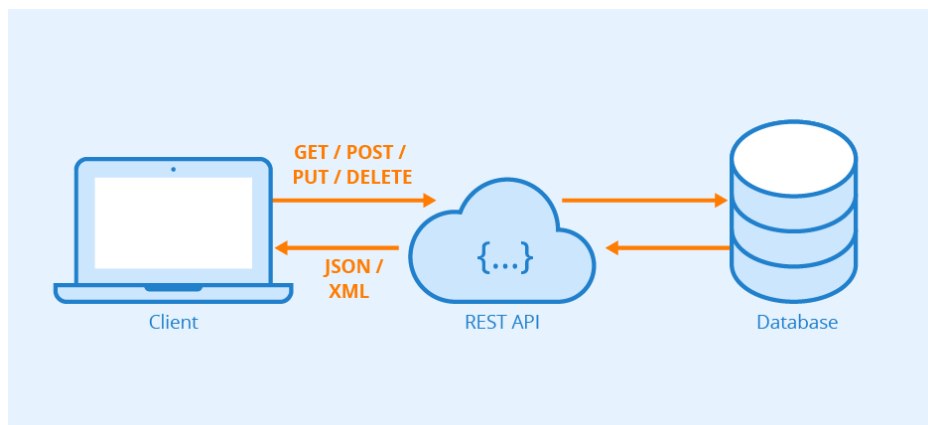 GET / POST /
PUT / DELETE
{...}
JSON /
XML
Client
REST API
Database